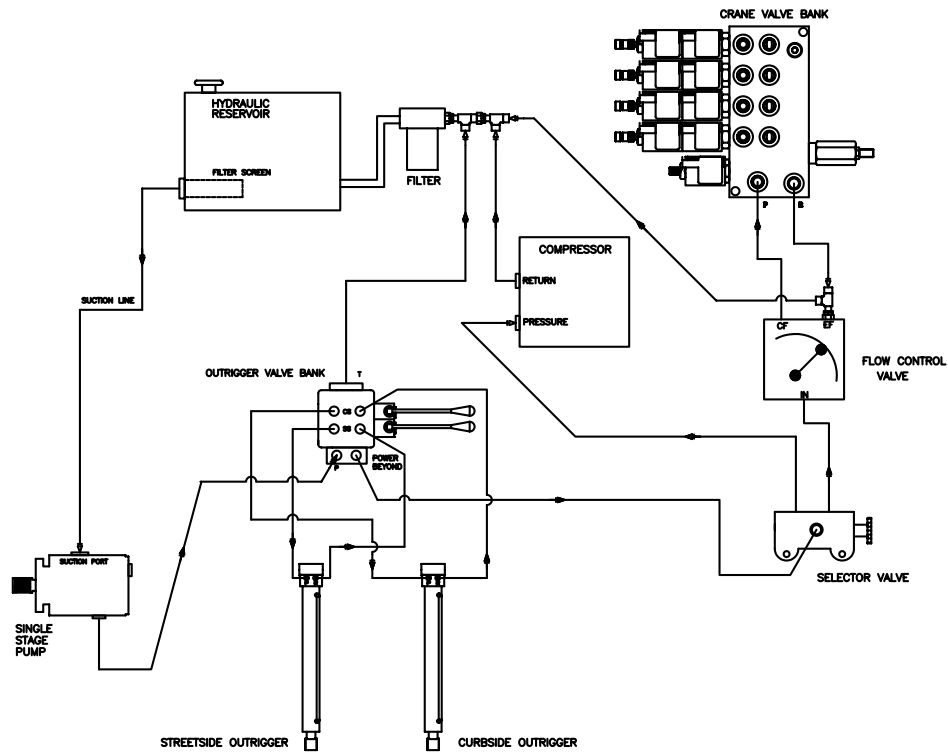 CRANE VALVE BANK
HYDRAULIC
RESERVOIR
FILTER SCREEN
FILTER
P
R
COMPRESSOR
RETURN
SUCTION LINE
PRESSURE
CF
EF
FLOW CONTROL
VALVE
IN
OUTRIGGER VALVE BANK
T
CS
SS
P
POWER
BEYOND
SUCTION PORT
SELECTOR VALVE
SINGLE
STAGE
PUMP
STREETSIDE OUTRIGGER
CURBSIDE OUTRIGGER